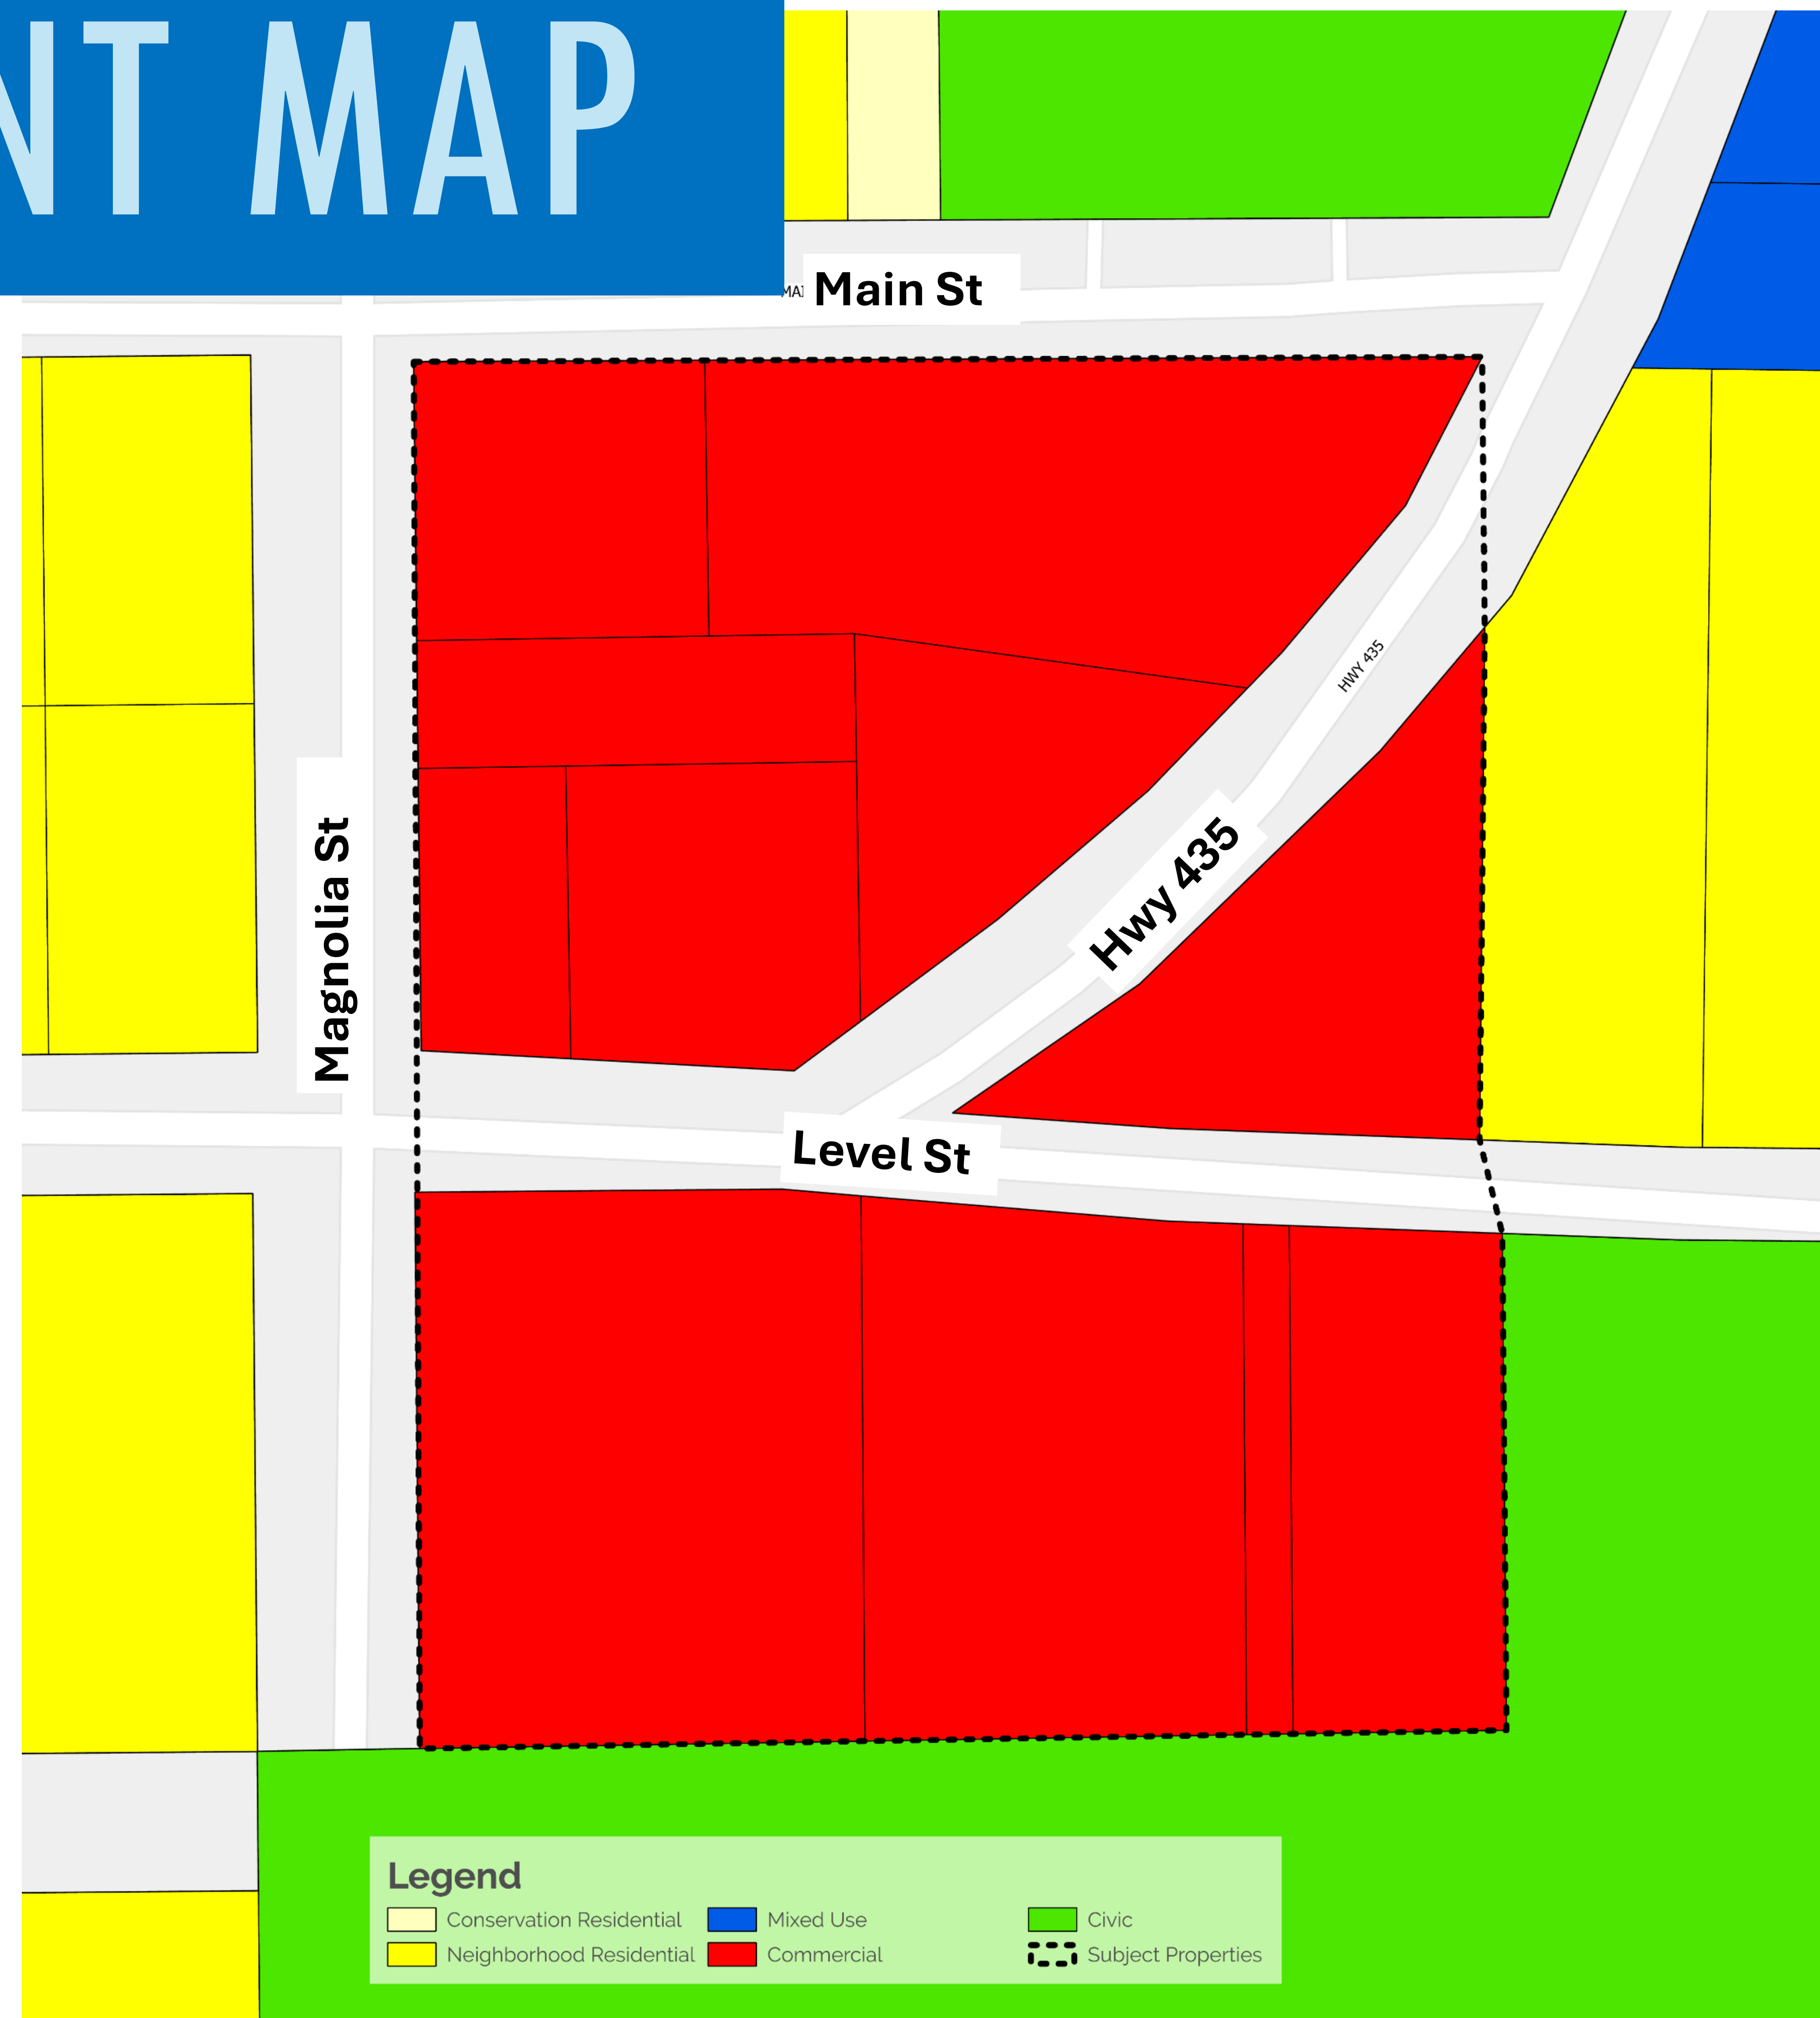 NT MAP
Main St
HWY 435
Magnolia St
Hwy 435
Level St
Legend
Conservation Residential
Mixed Use
Civic
Neighborhood Residential
Commercial
Subject Properties